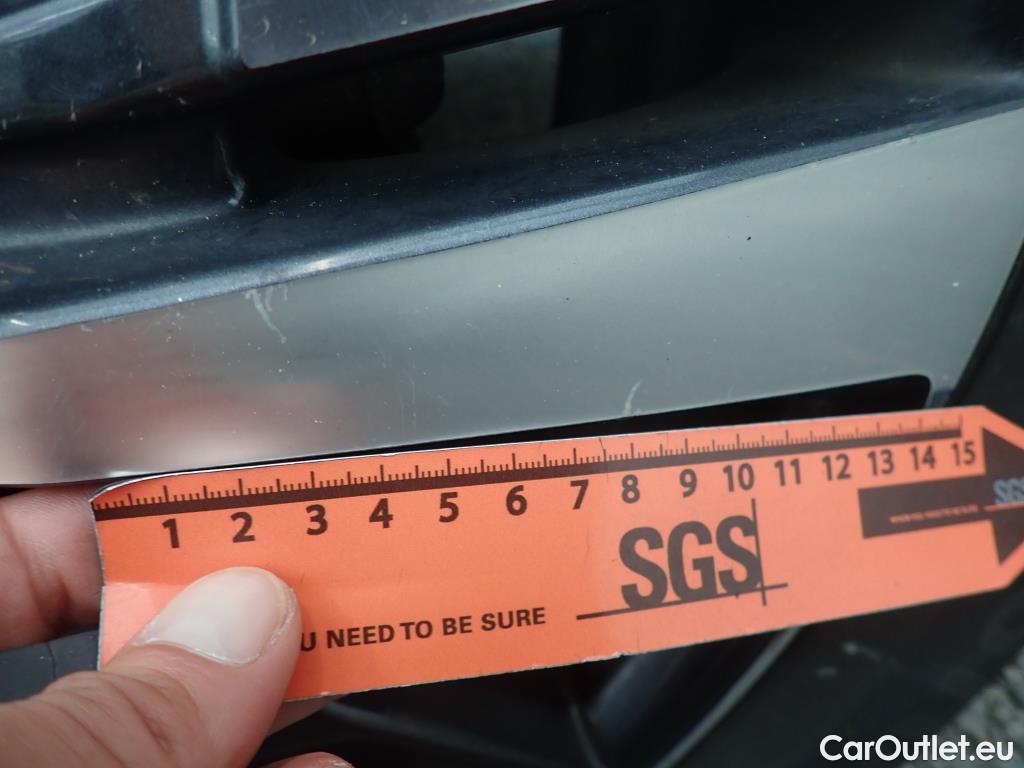 1 2 3 4 5 6 7 8 9 10 11 12 13 14 15
SGS
SGS
U NEED TO BE SURE
CarOutlet.eu